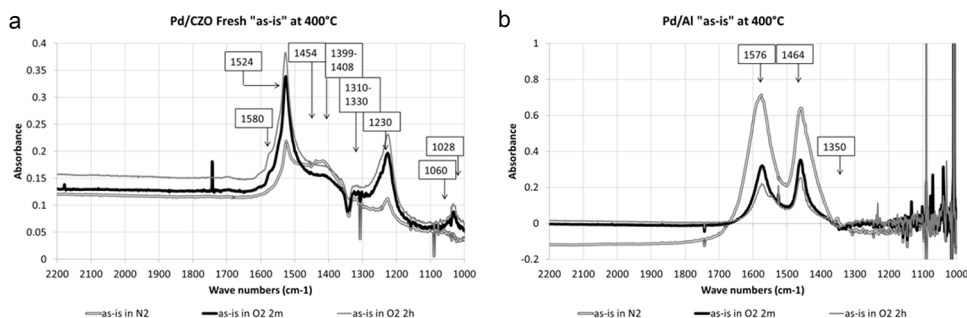 a
Pd/CZO Fresh "as-is" at 400°C
0.4
0.35
0.3
0.25
0.2
0.15
0.1
0.05
0
Absorbance
1580
1524
1454
1399-
1408
1310-
1330
1230
1060
1028
2200 2100 2000 1900 1800 1700 1600 1500 1400 1300 1200 1100 1000
Wave numbers (cm-1)
as-is in N2 as-is in O2 2m as-is in O2 2h
b
Pd/Al "as-is" at 400°C
1
0.8
0.6
0.4
0.2
0
-0.2
Absorbance
1576
1464
1350
2200 2100 2000 1900 1800 1700 1600 1500 1400 1300 1200 1100 1000
Wave numbers (cm-1)
as-is in N2 as-is in O2 2m as-is in O2 2h